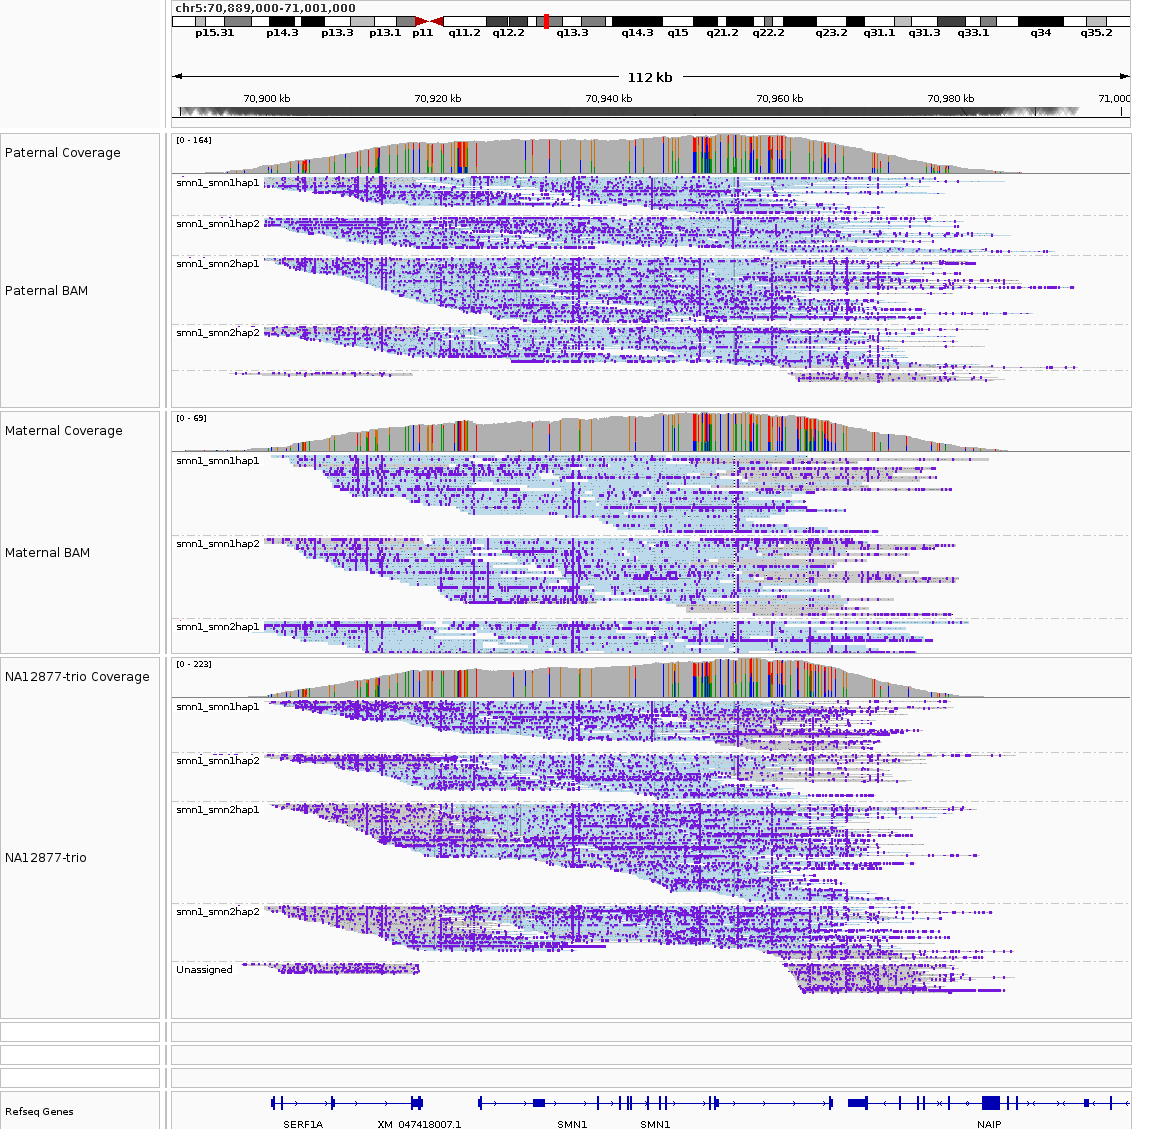 chr5:70,889,000-71,001,000
p15.31 p14.3 p13.3 p13.1 p11 q11.2 q12.2 q13.3 q14.3 q15 q21.2 q22.2 q23.2 q31.1 q31.3 q33.1 q34 q35.2
112 kb
70,900 kb 70,920 kb 70,940 kb 70,960 kb 70,980 kb 71,000
Paternal Coverage
[0 - 164]
smn1_smn1hap1
smn1_smn1hap2
smn1_smn2hap1
Paternal BAM
smn1_smn2hap2
Maternal Coverage
[0 - 69]
smn1_smn1hap1
smn1_smn1hap2
Maternal BAM
smn1_smn2hap1
NA12877-trio Coverage
[0 - 223]
smn1_smn1hap1
smn1_smn1hap2
smn1_smn2hap1
NA12877-trio
smn1_smn2hap2
Unassigned
Refseq Genes
SERF1A XM_047418007.1 SMN1 SMN1 NAIP